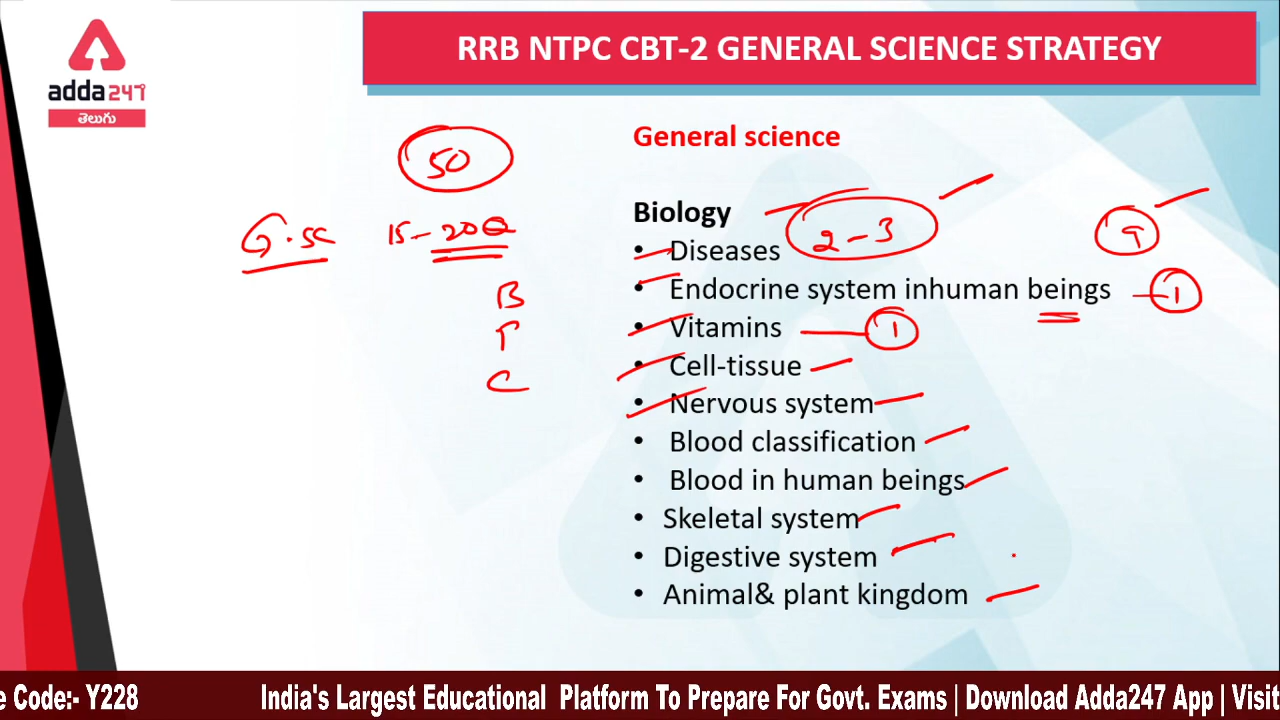 RRB NTPC CBT-2 GENERAL SCIENCE STRATEGY
adda247
తెలుగు
50
General science
G.sc 15-20Q
Biology
2-3
• Diseases
• Endocrine system inhuman beings 1
B
• Vitamins 1
• Cell-tissue
C
• Nervous system
• Blood classification
• Blood in human beings
• Skeletal system
• Digestive system
• Animal& plant kingdom
e Code:- Y228 India's Largest Educational Platform To Prepare For Govt. Exams | Download Adda247 App | Visit